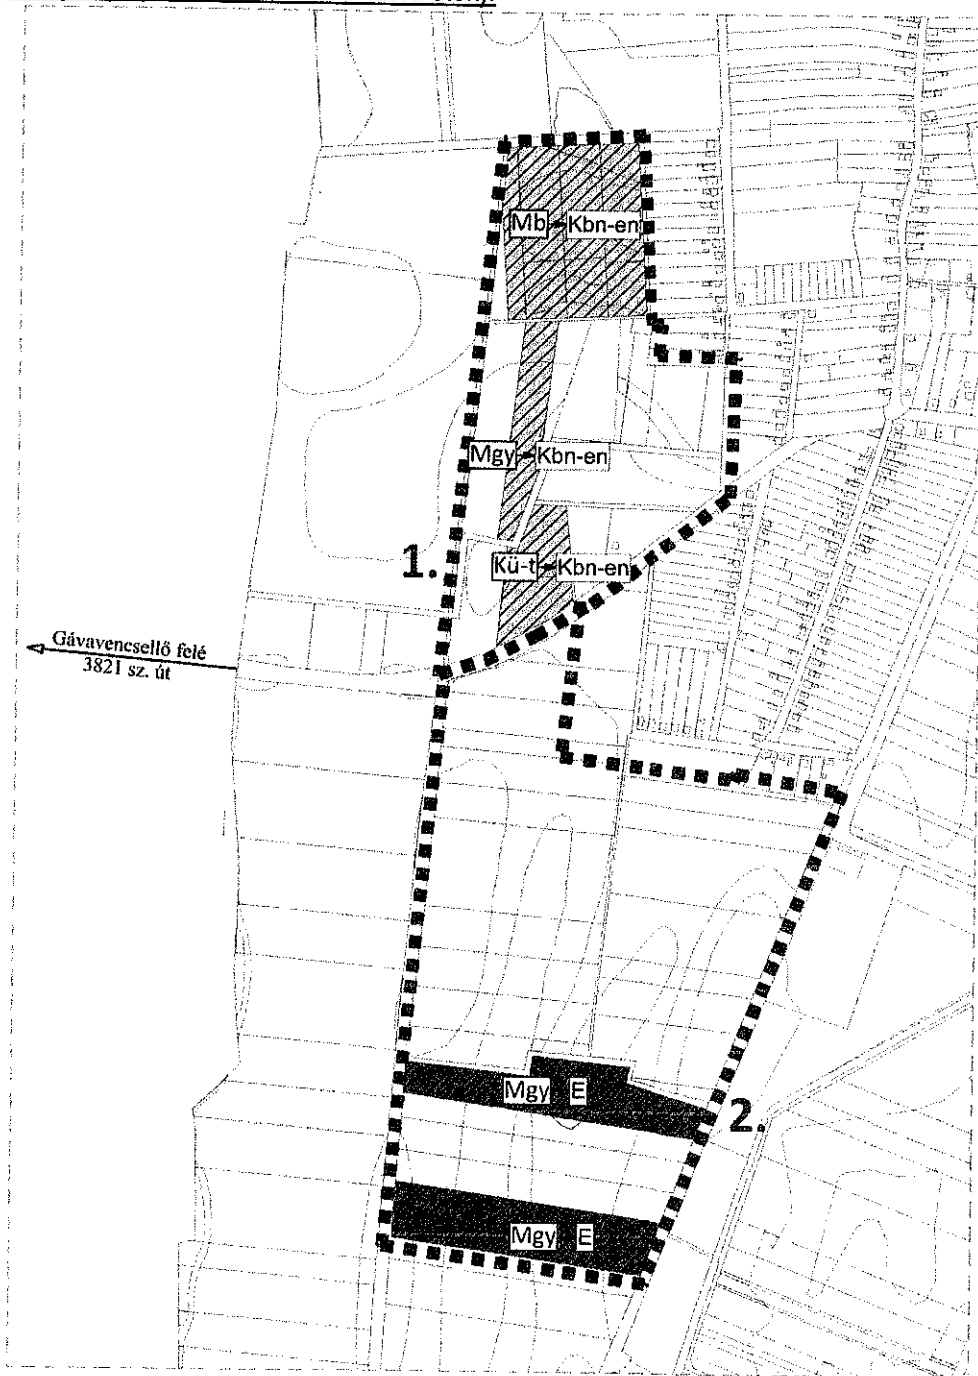 Mb Kbn-en
Mgy Kbn-en
1.
Kü-t Kbn-en
Gávavencsellő felé
3821 sz. út
Mgy E
2.
Mgy E